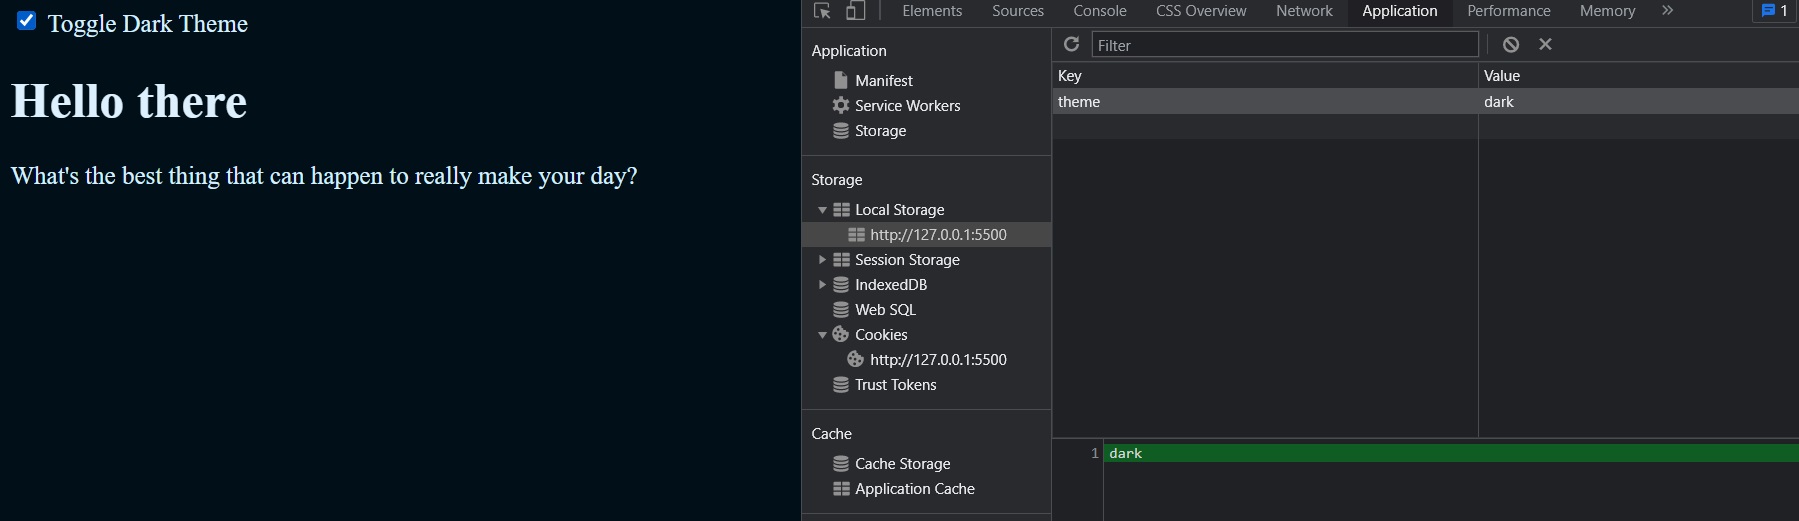 Toggle Dark Theme
Hello there
What's the best thing that can happen to really make your day?
Elements Sources Console CSS Overview Network Application Performance Memory » 1
Application
Manifest
Service Workers
Storage
Storage
Local Storage
http://127.0.0.1:5500
Session Storage
IndexedDB
Web SQL
Cookies
http://127.0.0.1:5500
Trust Tokens
Cache
Cache Storage
Application Cache
Filter
Key Value
theme dark
1 dark